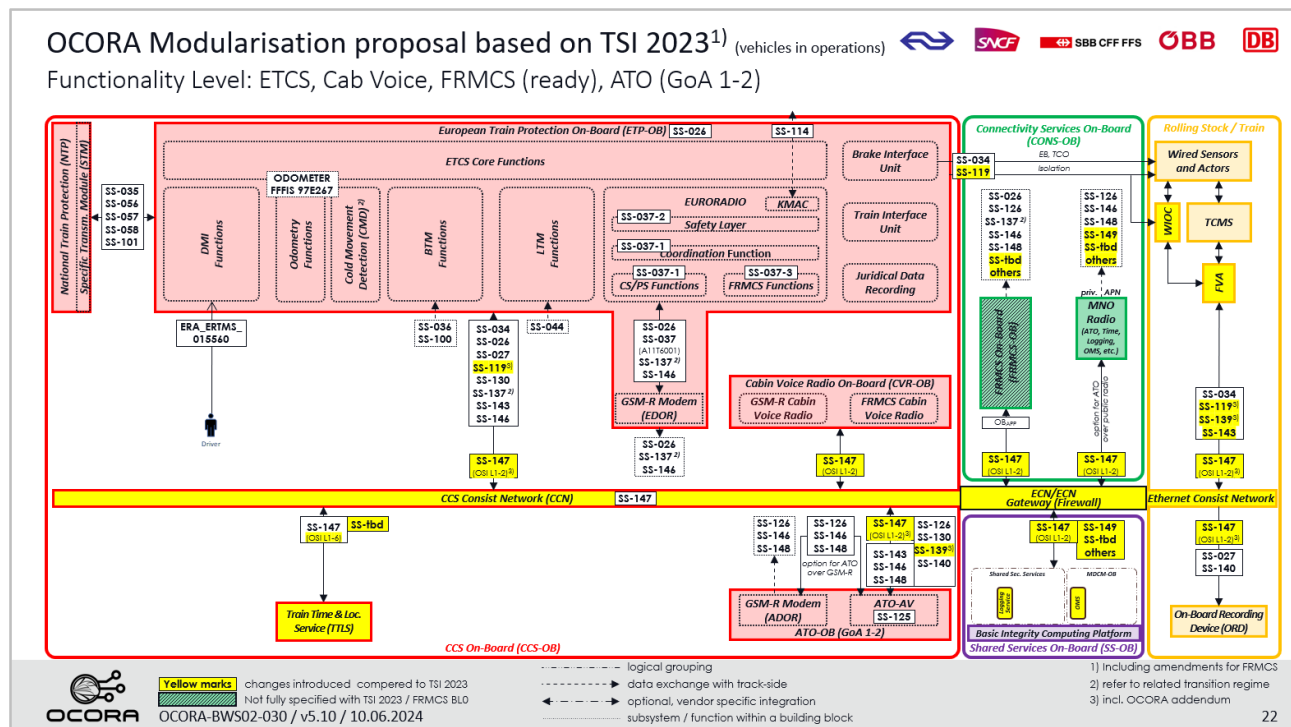 OCORA Modularisation proposal based on TSI 2023¹⁾ (vehicles in operations)
SNCF
SBB CFF FFS
ÖBB
DB
Functionality Level: ETCS, Cab Voice, FRMCS (ready), ATO (GoA 1-2)
National Train Protection (NTP)
Specific Transm. Module (STM)
SS-035
SS-056
SS-057
SS-058
SS-101
European Train Protection On-Board (ETP-OB)
SS-026
SS-114
ETCS Core Functions
ODOMETER
FFFIS 97E267
DMI
Functions
Odometry
Functions
Cold Movement
Detection (CMD) ²⁾
BTM
Functions
LTM
Functions
EURORADIO
KMAC
SS-037-2
Safety Layer
SS-037-1
Coordination Function
SS-037-1
CS/PS Functions
SS-037-3
FRMCS Functions
Brake Interface
Unit
Train Interface
Unit
Juridical Data
Recording
ERA_ERTMS_
015560
Driver
SS-036
SS-100
SS-034
SS-026
SS-027
SS-119³⁾
SS-130
SS-137²⁾
SS-143
SS-146
SS-147
(OSI L1-2)³⁾
SS-044
SS-026
SS-037
(A11T6001)
SS-137²⁾
SS-146
GSM-R Modem
(EDOR)
SS-026
SS-137²⁾
SS-146
Cabin Voice Radio On-Board (CVR-OB)
GSM-R Cabin
Voice Radio
FRMCS Cabin
Voice Radio
SS-147
(OSI L1-2)
CCS Consist Network (CCN)
SS-147
SS-147
(OSI L1-6)
SS-tbd
Train Time & Loc.
Service (TTLS)
SS-126
SS-146
SS-148
SS-126
SS-146
SS-148
option for ATO
over GSM-R
SS-147
(OSI L1-2)³⁾
SS-143
SS-146
SS-148
SS-126
SS-130
SS-139³⁾
SS-140
GSM-R Modem
(ADOR)
ATO-AV
SS-125
ATO-OB (GoA 1-2)
CCS On-Board (CCS-OB)
Connectivity Services On-Board
(CONS-OB)
SS-034
SS-119
EB, TCO
Isolation
SS-026
SS-126
SS-137²⁾
SS-146
SS-148
SS-tbd
others
SS-126
SS-146
SS-148
SS-149
SS-tbd
others
priv. APN
FRMCS On-Board
(FRMCS-OB)
MNO
Radio
(ATO, Time,
Logging,
OMS, etc.)
OB_APP
option for ATO
over public radio
SS-147
(OSI L1-2)
SS-147
(OSI L1-2)
ECN/ECN
Gateway (Firewall)
SS-147
(OSI L1-2)
SS-149
SS-tbd
others
Shared Sec. Services
Logging
Service
MDCM-OB
OMS
Basic Integrity Computing Platform
Shared Services On-Board (SS-OB)
Rolling Stock / Train
Wired Sensors
and Actors
WIOC
TCMS
FVA
SS-034
SS-119³⁾
SS-139³⁾
SS-143
SS-147
(OSI L1-2)³⁾
Ethernet Consist Network
SS-147
(OSI L1-2)³⁾
SS-027
SS-140
On-Board Recording
Device (ORD)
OCORA
Yellow marks changes introduced compared to TSI 2023
Not fully specified with TSI 2023 / FRMCS BL0
OCORA-BWS02-030 / v5.10 / 10.06.2024
logical grouping
data exchange with track-side
optional, vendor specific integration
subsystem / function within a building block
1) Including amendments for FRMCS
2) refer to related transition regime
3) incl. OCORA addendum
22